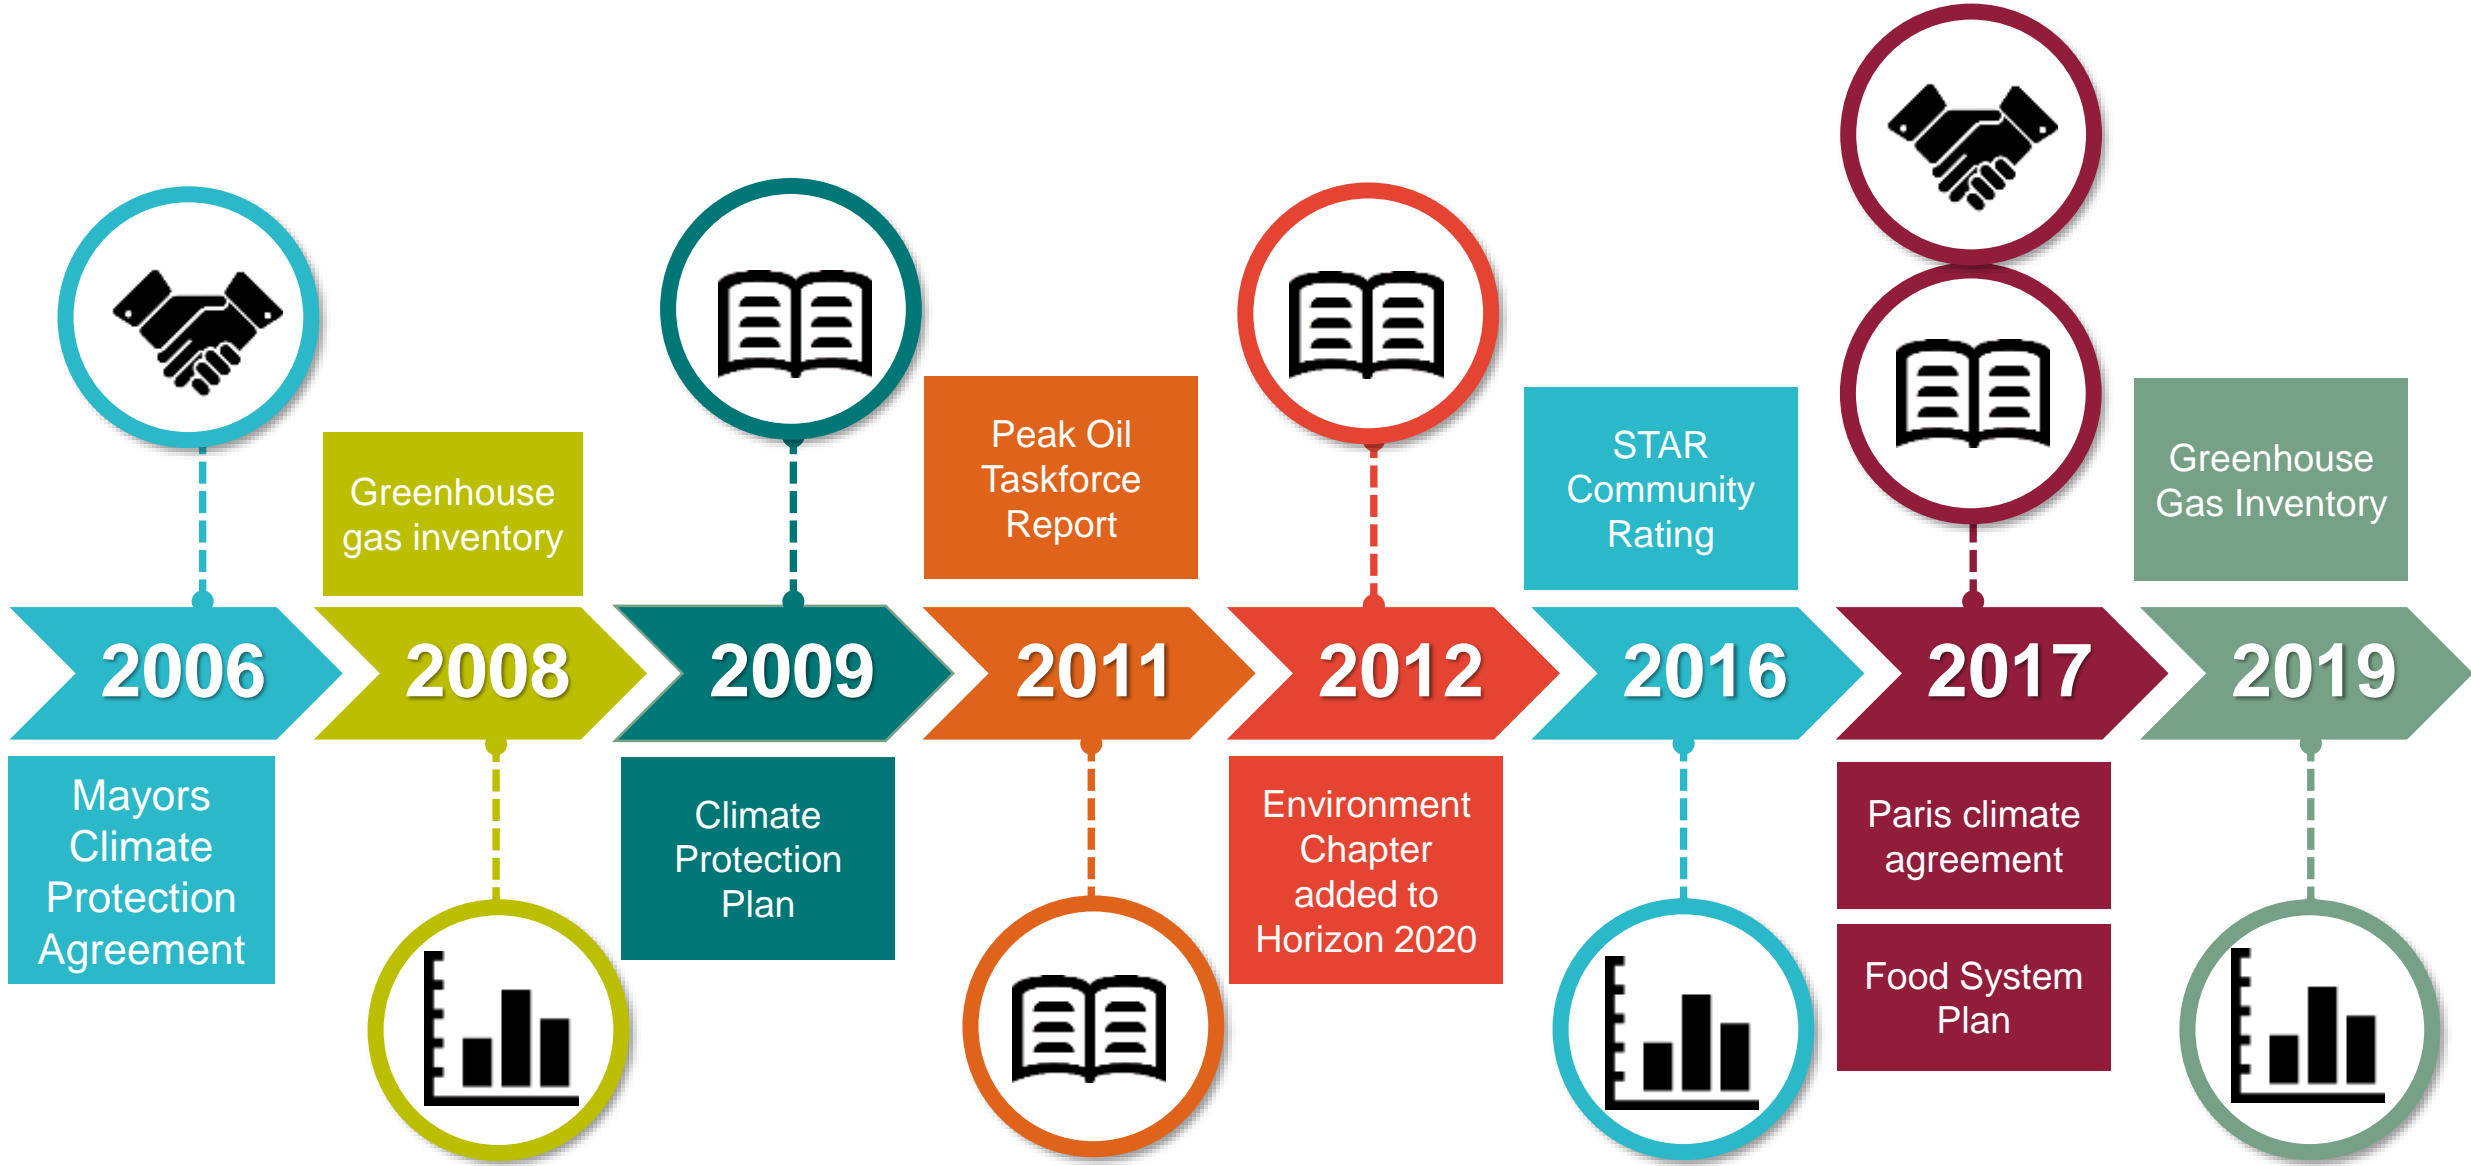 2006
Mayors
Climate
Protection
Agreement
Greenhouse
gas inventory
2008
2009
Climate
Protection
Plan
Peak Oil
Taskforce
Report
2011
2012
Environment
Chapter
added to
Horizon 2020
STAR
Community
Rating
2016
2017
Paris climate
agreement
Food System
Plan
Greenhouse
Gas Inventory
2019